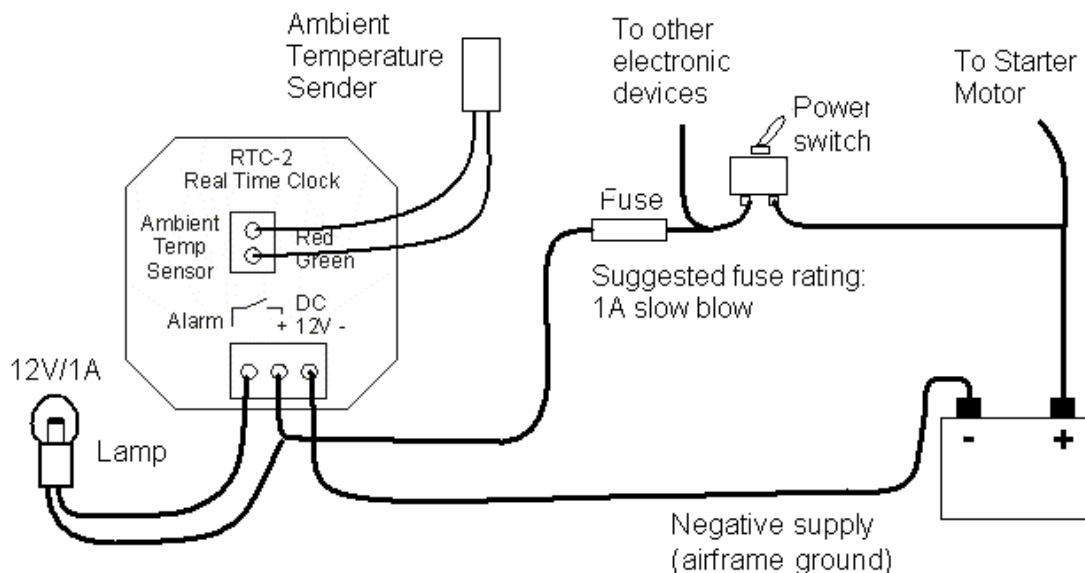 Ambient
Temperature
Sender
To other
electronic
devices
To Starter
Motor
Power
switch
RTC-2
Real Time Clock
Ambient
Temp
Sensor
Red
Green
Fuse
Suggested fuse rating:
1A slow blow
Alarm
DC
+ 12V -
12V/1A
Lamp
- +
Negative supply
(airframe ground)